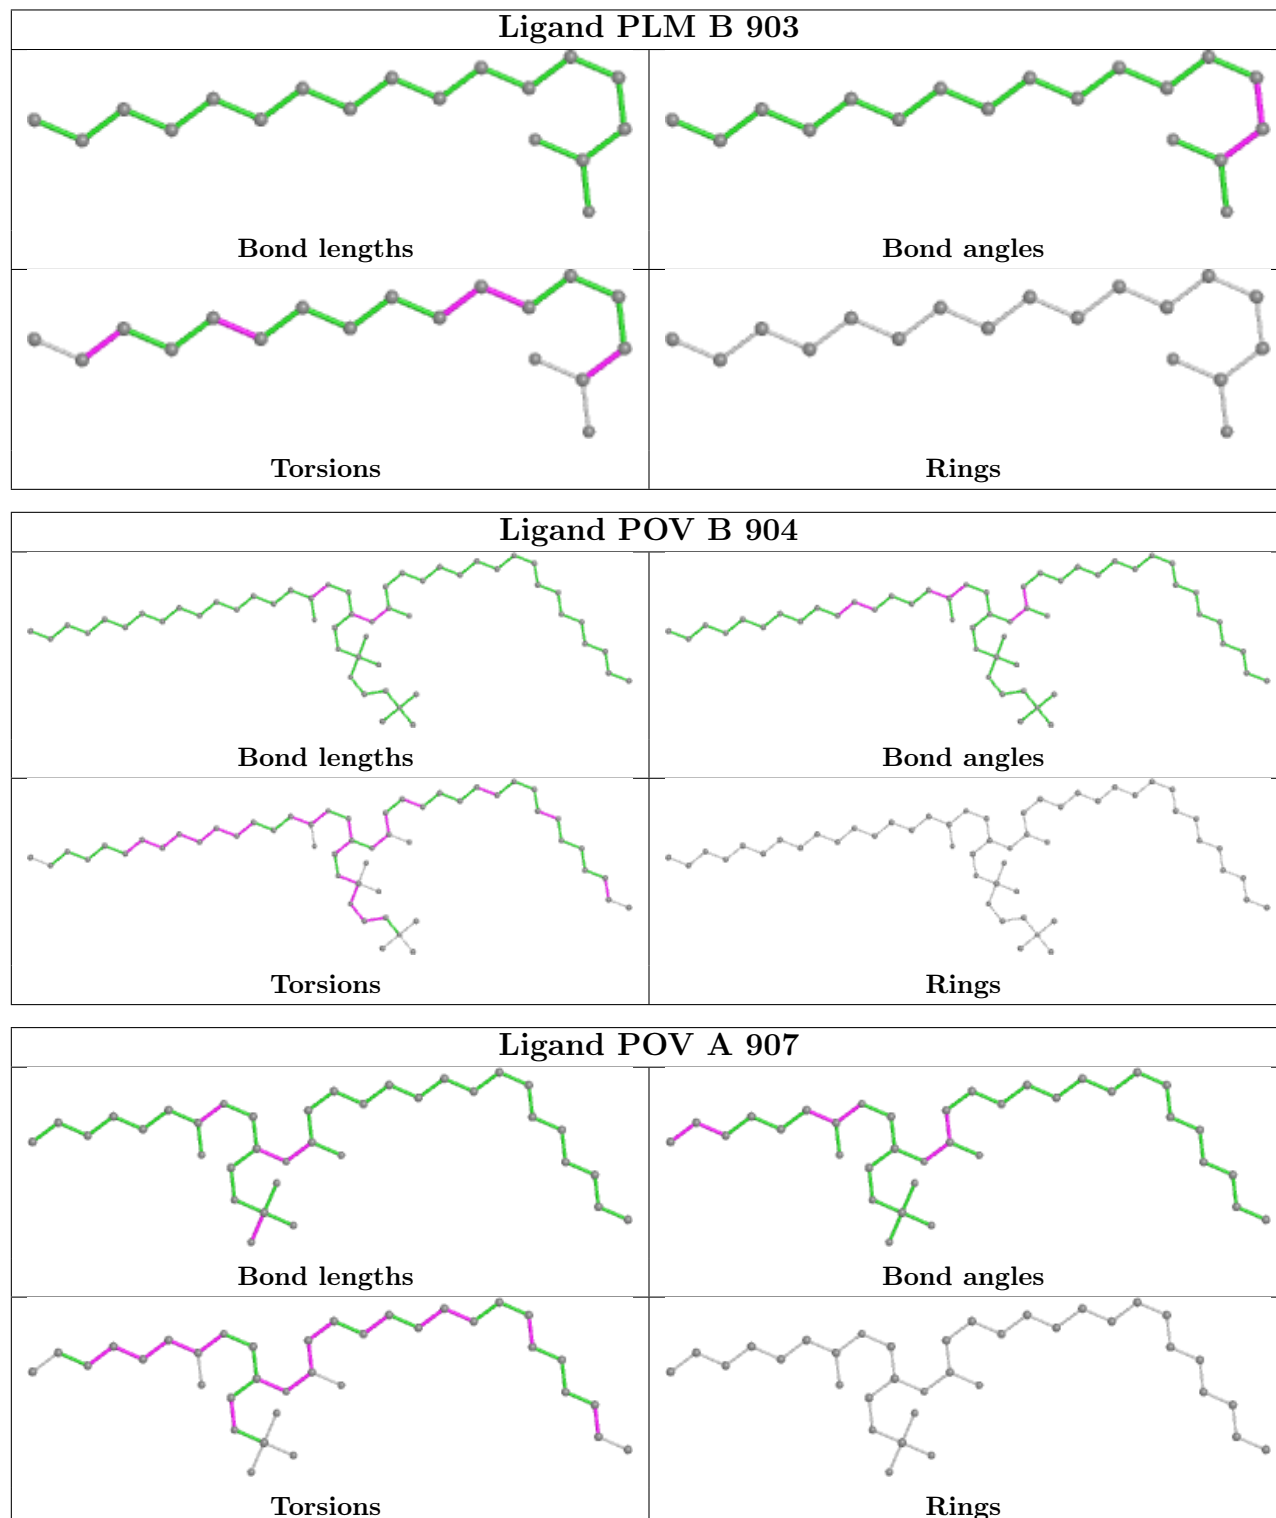 Ligand PLM B 903
Bond lengths
Bond angles
Torsions
Rings
Ligand POV B 904
Bond lengths
Bond angles
Torsions
Rings
Ligand POV A 907
Bond lengths
Bond angles
Torsions
Rings